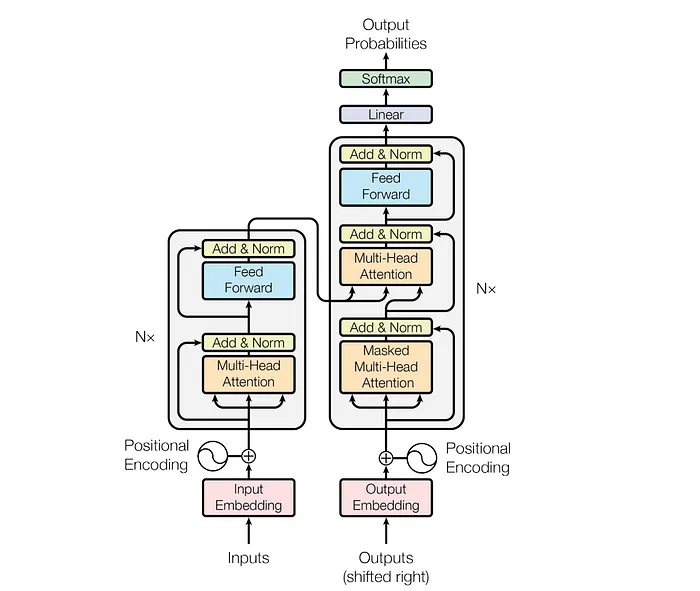 Output
Probabilities
Softmax
Linear
Add & Norm
Feed
Forward
Add & Norm
Multi-Head
Attention
Add & Norm
Masked
Multi-Head
Attention
N×
Add & Norm
Feed
Forward
Add & Norm
Multi-Head
Attention
N×
Positional
Encoding
Positional
Encoding
Input
Embedding
Output
Embedding
Inputs
Outputs
(shifted right)